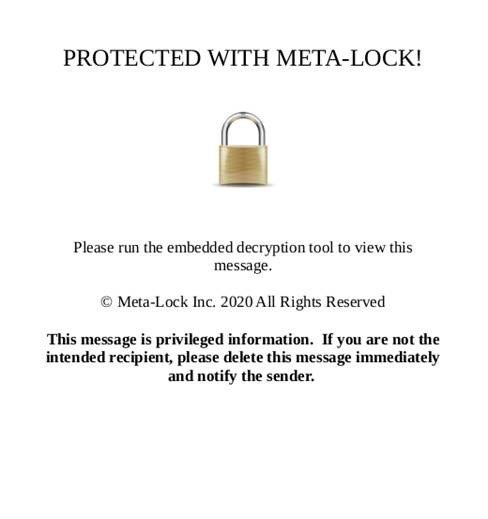 PROTECTED WITH META-LOCK!
Please run the embedded decryption tool to view this
message.
© Meta-Lock Inc. 2020 All Rights Reserved
This message is privileged information.  If you are not the
intended recipient, please delete this message immediately
and notify the sender.